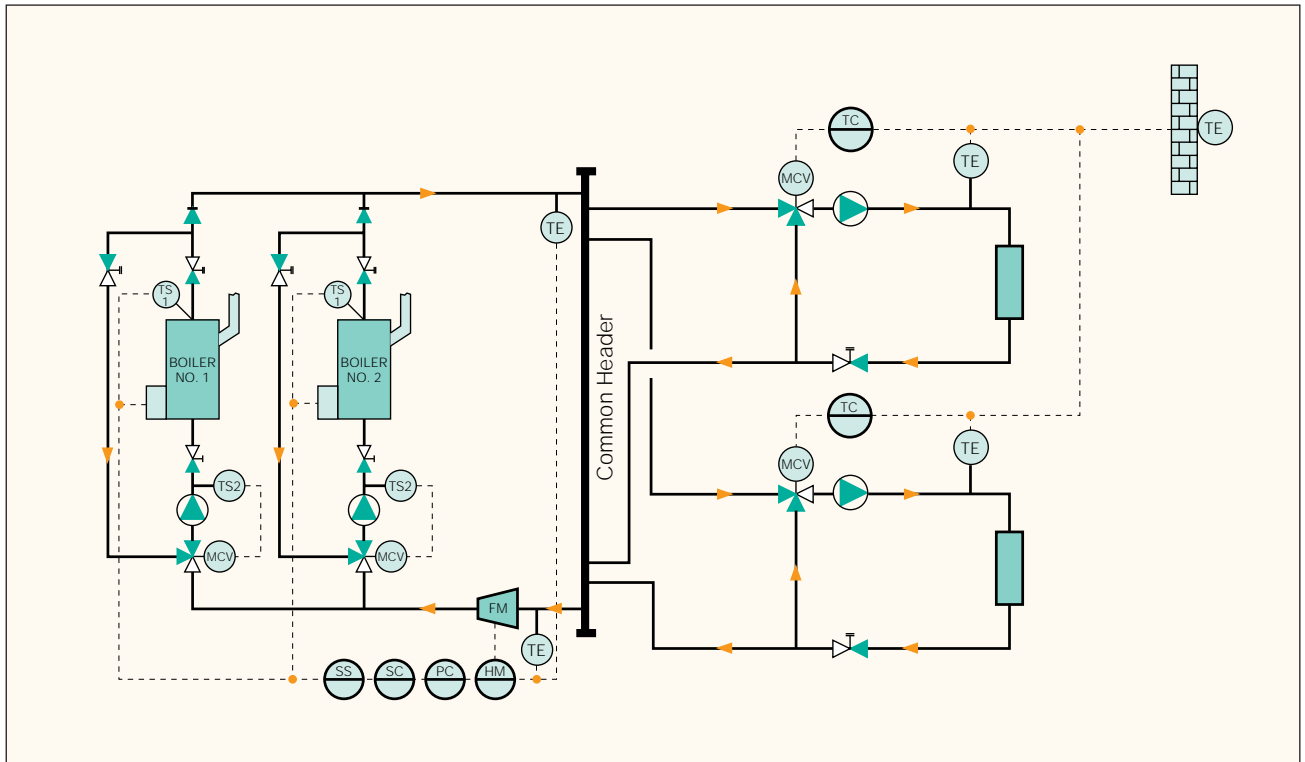 TC
TE
TE
MCV
TE
TS
1
TS
1
BOILER
NO. 1
BOILER
NO. 2
Common Header
TC
TE
MCV
TS2
TS2
MCV
MCV
FM
TE
SS
SC
PC
HM